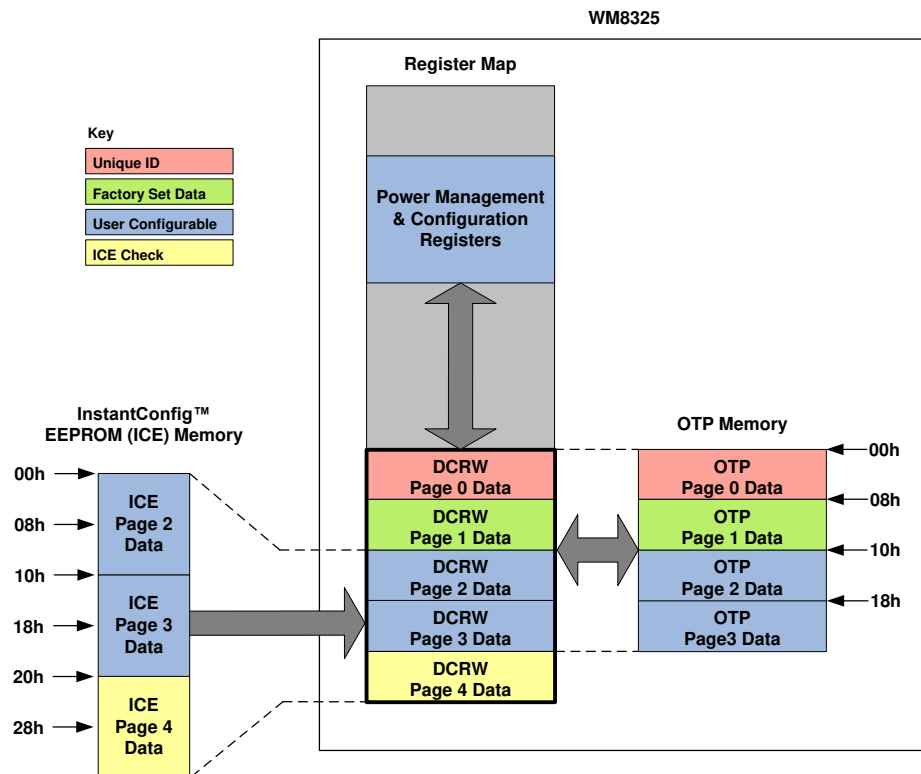 WM8325
Register Map
Key
Unique ID
Factory Set Data
User Configurable
ICE Check
Power Management
& Configuration
Registers
InstantConfig™
EEPROM (ICE) Memory
00h
08h
10h
18h
20h
28h
ICE
Page 2
Data
ICE
Page 3
Data
ICE
Page 4
Data
DCRW
Page 0 Data
DCRW
Page 1 Data
DCRW
Page 2 Data
DCRW
Page 3 Data
DCRW
Page 4 Data
OTP Memory
OTP
Page 0 Data
OTP
Page 1 Data
OTP
Page 2 Data
OTP
Page3 Data
00h
08h
10h
18h